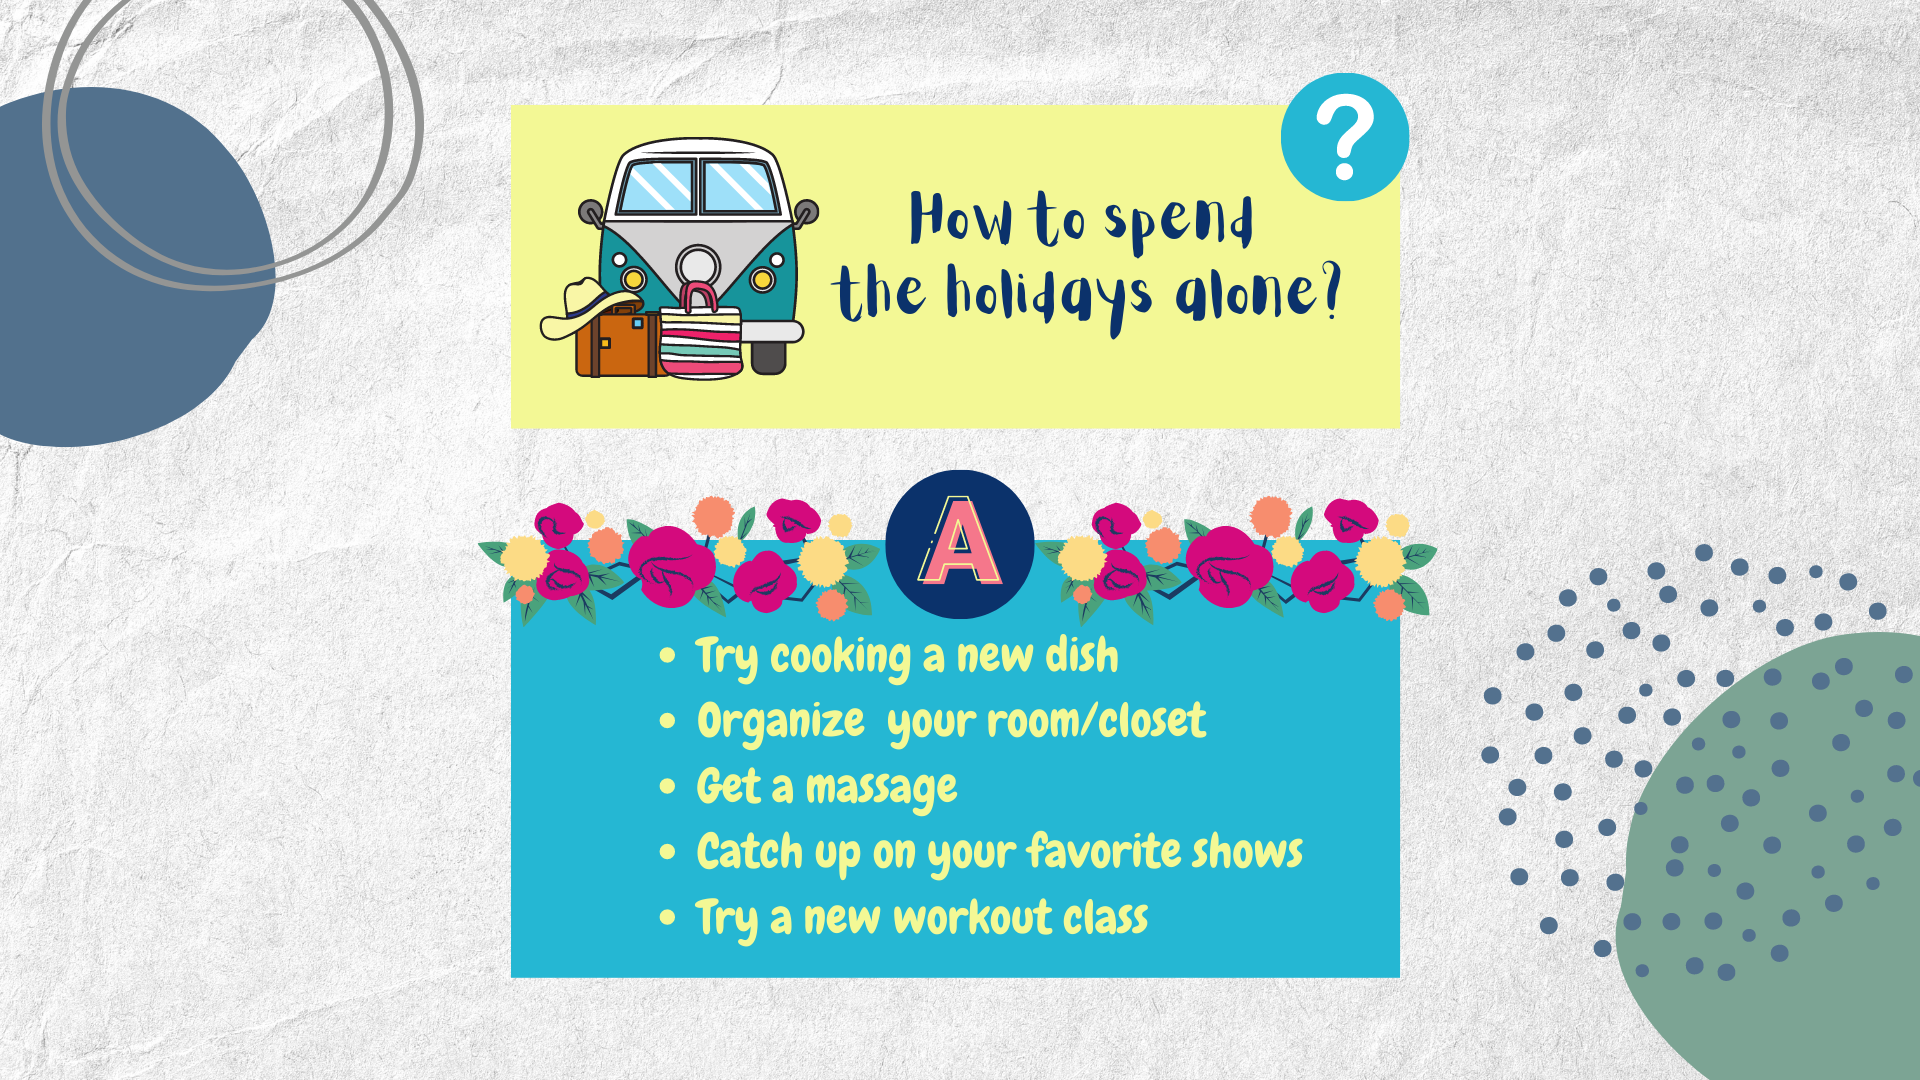 ?
How to spend
the holidays alone?
A
• Try cooking a new dish
• Organize  your room/closet
• Get a massage
• Catch up on your favorite shows
• Try a new workout class